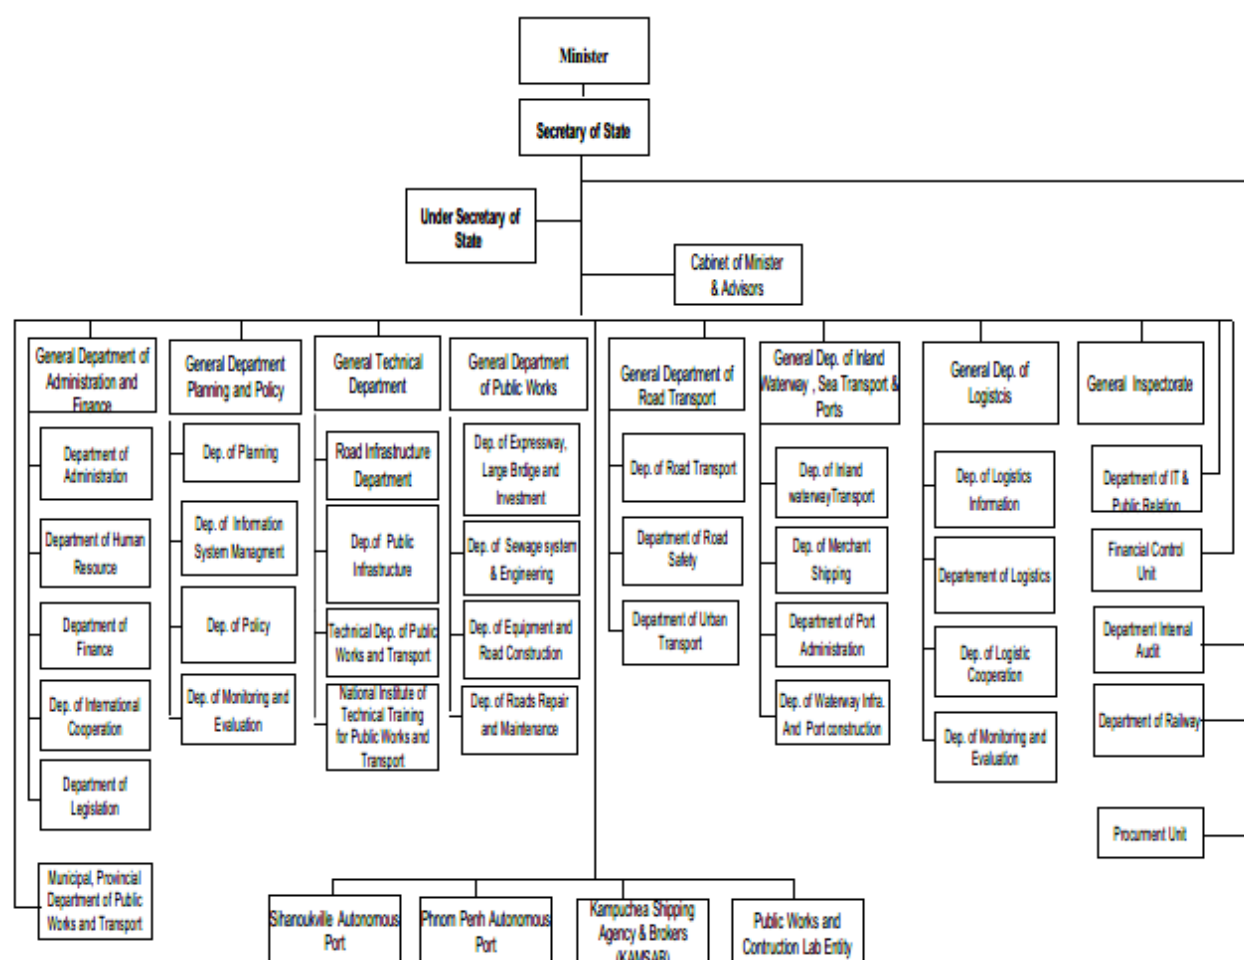 Minister
Secretary of State
Under Secretary of
State
Cabinet of Minister
& Advisors
General Department of
Administration and
Finance
General Department
Planning and Policy
General Technical
Department
General Department
of Public Works
General Department of
Road Transport
General Dep. of Inland
Waterway , Sea Transport &
Ports
General Dep. of
Logistcis
General Inspectorate
Department of
Administration
Department of Human
Resource
Department of
Finance
Dep. of International
Cooperation
Department of
Legislation
Municipal, Provincial
Department of Public
Works and Transport
Dep. of Planning
Dep. of Information
System Managment
Dep. of Policy
Dep. of Monitoring and
Evaluation
Road Infrastructure
Department
Dep.of Public
Infrastructure
Technical Dep. of Public
Works and Transport
National Institute of
Technical Training
for Public Works and
Transport
Dep. of Expressway,
Large Brdige and
Investment
Dep. of Sewage system
& Engineering
Dep. of Equipment and
Road Construction
Dep. of Roads Repair
and Maintenance
Dep. of Road Transport
Department of Road
Safety
Department of Urban
Transport
Dep. of Inland
waterwayTransport
Dep. of Merchant
Shipping
Department of Port
Administration
Dep. of Waterway Infra.
And Port construction
Dep. of Logistics
Information
Departement of Logistics
Dep. of Logistic
Cooperation
Dep. of Monitoring and
Evaluation
Department of IT &
Public Relation
Financial Control
Unit
Department Internal
Audit
Department of Railway
Procurment Unit
Sihanoukville Autonomous
Port
Phnom Penh Autonomous
Port
Kampuchea Shipping
Agency & Brokers
(KAMSAB)
Public Works and
Contruction Lab Entity